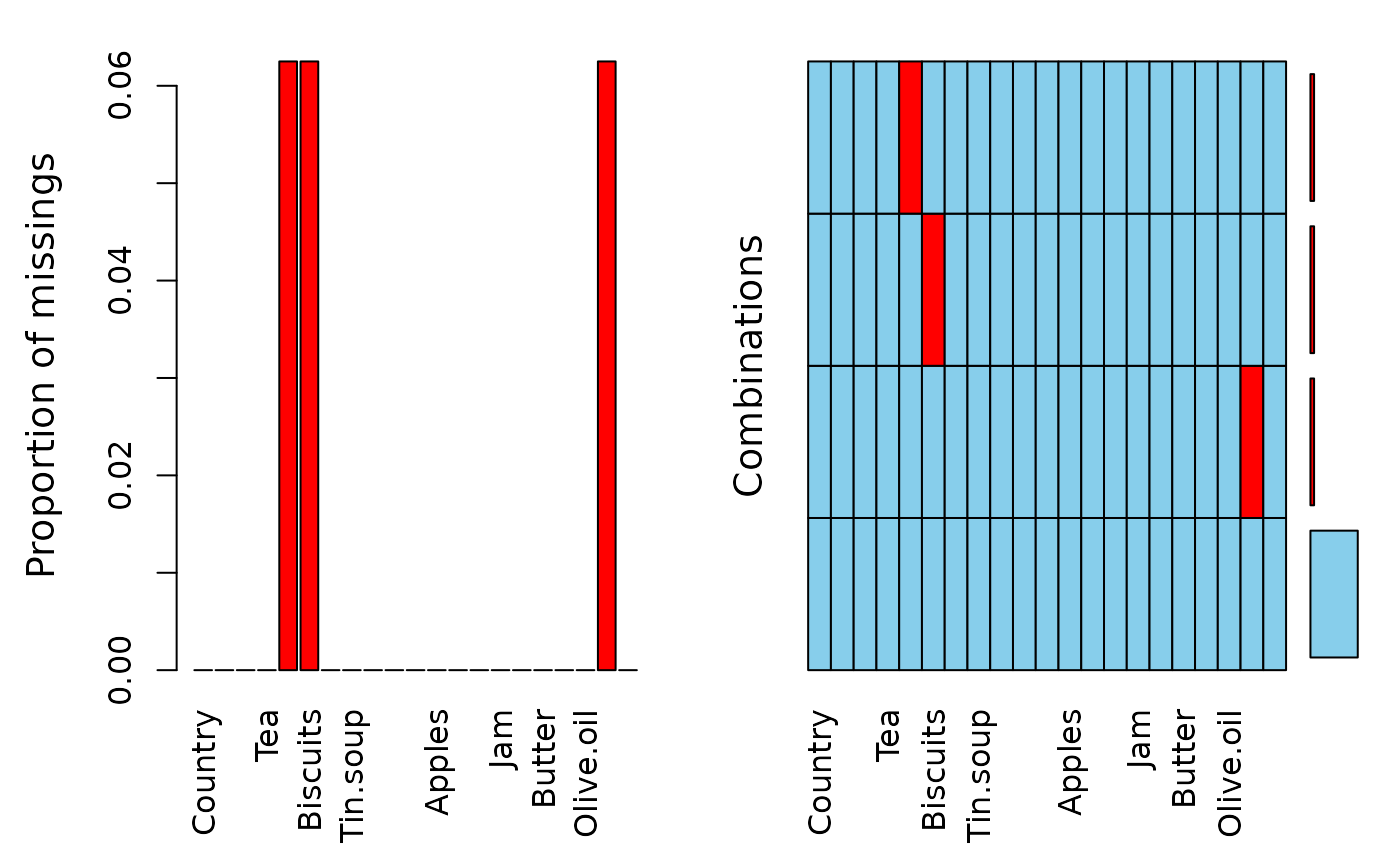 Proportion of missings
0.06
0.04
0.02
0.00
Country
Tea
Biscuits
Tin.soup
Apples
Jam
Butter
Olive.oil
Combinations
Country
Tea
Biscuits
Tin.soup
Apples
Jam
Butter
Olive.oil